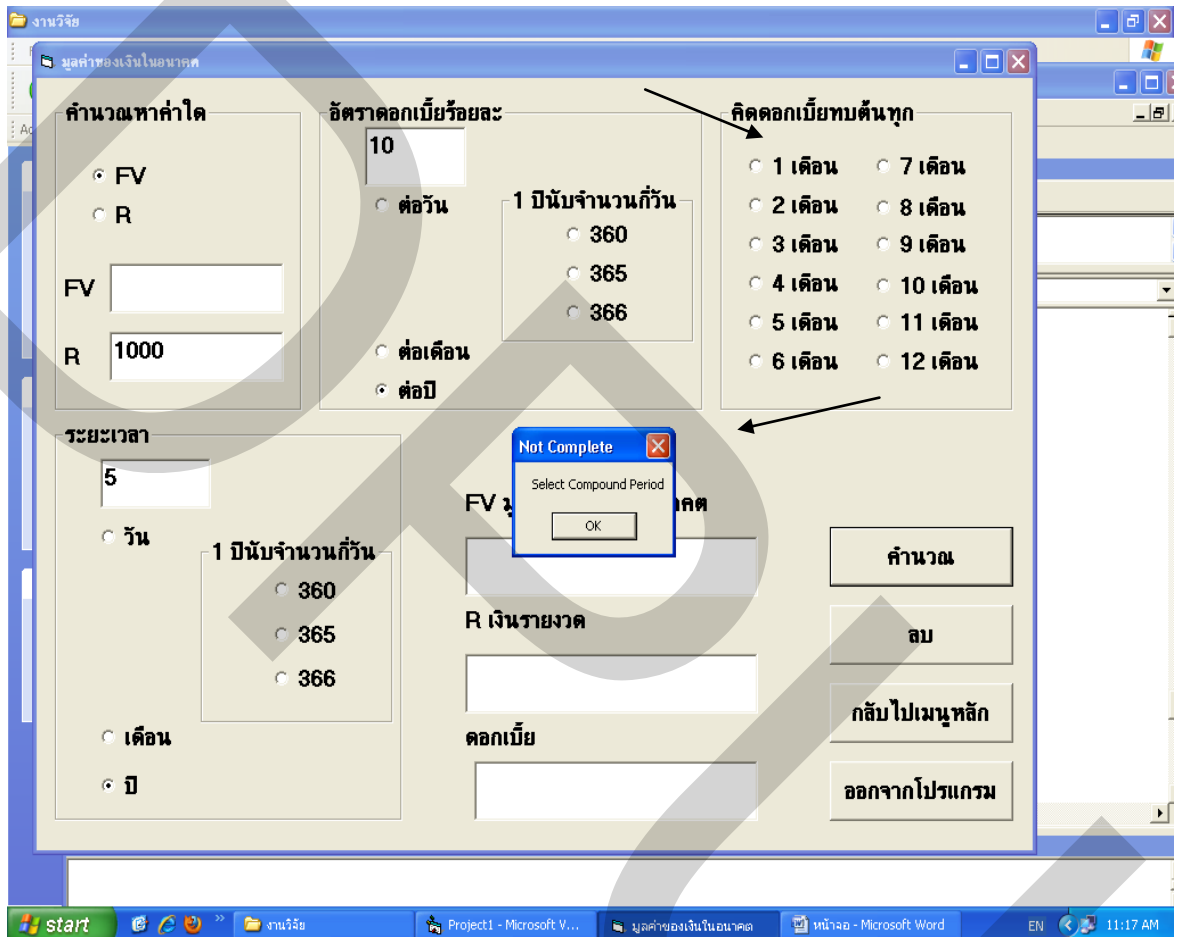 งานวิจัย
มูลค่าของเงินในอนาคต
คำนวณหาค่าใด
FV
R
FV
R 1000
อัตราดอกเบี้ยร้อยละ
10
ต่อวัน
1 ปีนับจำนวนกี่วัน
360
365
366
ต่อเดือน
ต่อปี
คิดดอกเบี้ยทบต้นทุก
1 เดือน 7 เดือน
2 เดือน 8 เดือน
3 เดือน 9 เดือน
4 เดือน 10 เดือน
5 เดือน 11 เดือน
6 เดือน 12 เดือน
ระยะเวลา
5
วัน
1 ปีนับจำนวนกี่วัน
360
365
366
เดือน
ปี
Not Complete
Select Compound Period
OK
FV
R เงินรายงวด
ดอกเบี้ย
คำนวณ
ลบ
กลับไปเมนูหลัก
ออกจากโปรแกรม
start งานวิจัย Project1 - Microsoft V... มูลค่าของเงินในอนาคต หน้าจอ - Microsoft Word EN 11:17 AM